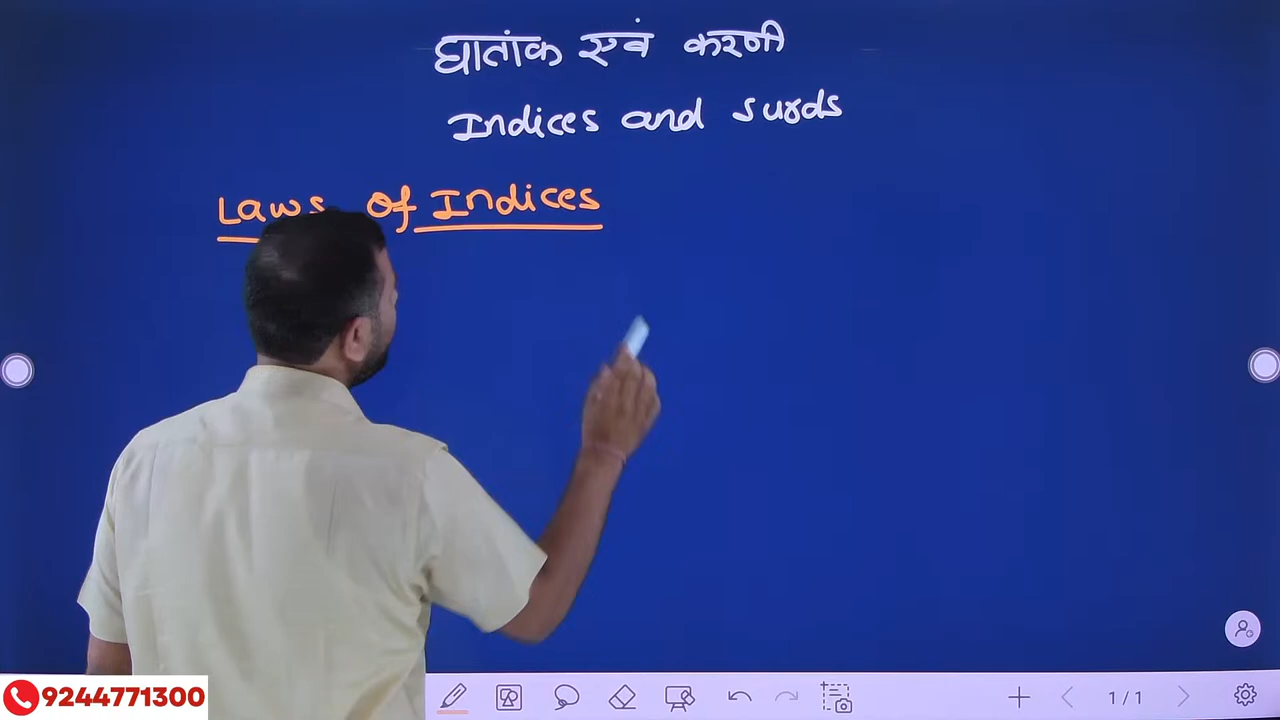 घातांक एवं करणी
Indices and Surds
Laws of Indices
9244771300
1/1